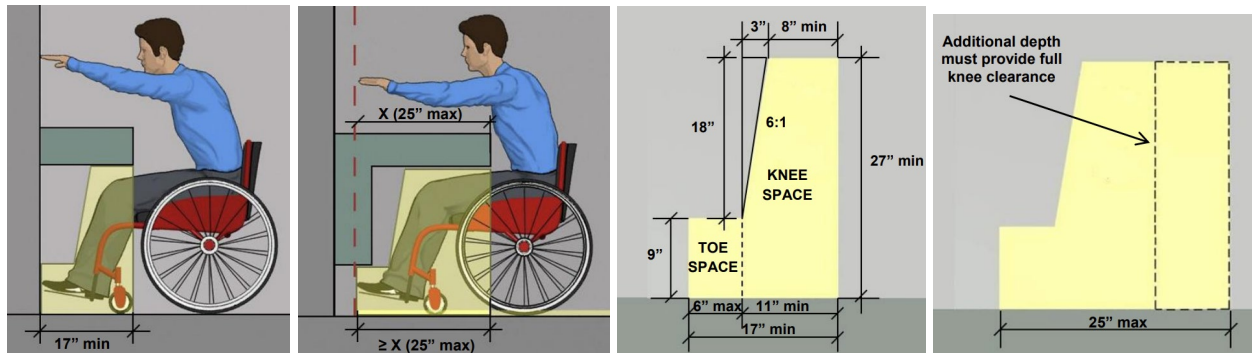 17” min
X (25” max)
≥ X (25” max)
3” 8” min
18”
6:1
27” min
KNEE
SPACE
9”
TOE
SPACE
6” max 11” min
17” min
Additional depth
must provide full
knee clearance
25” max